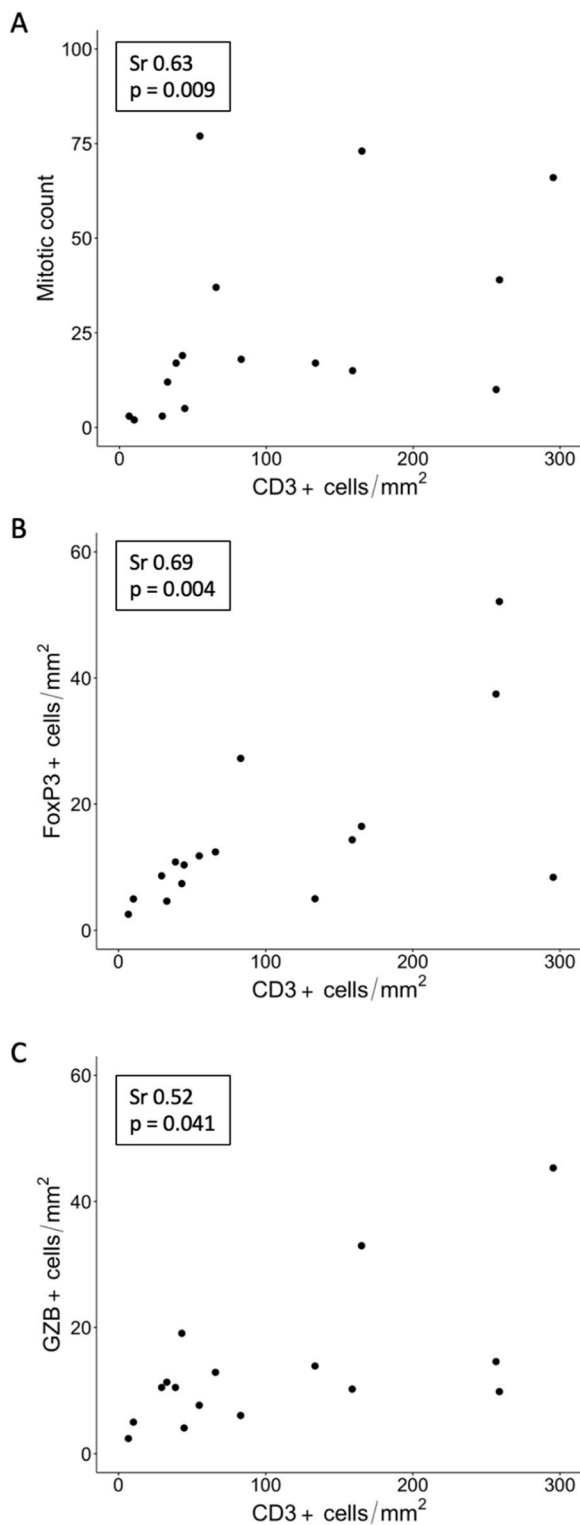 A
Sr 0.63
p = 0.009
100
75
50
25
0
Mitotic count
0 100 200 300
CD3+ cells/mm²
B
Sr 0.69
p = 0.004
60
40
20
0
FoxP3+ cells/mm²
0 100 200 300
CD3+ cells/mm²
C
Sr 0.52
p = 0.041
60
40
20
0
GZB+ cells/mm²
0 100 200 300
CD3+ cells/mm²